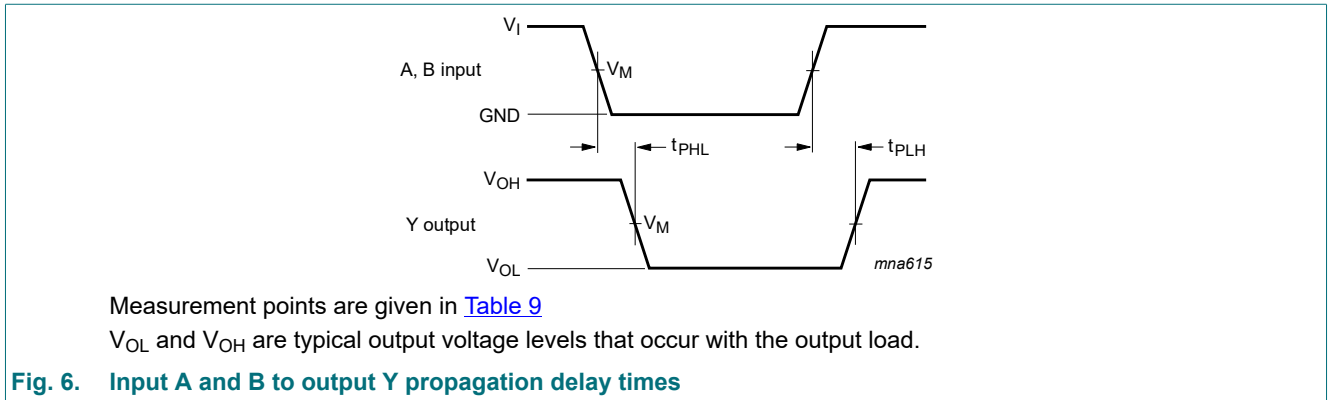 V_I
A, B input
V_M
GND
t_PHL
t_PLH
V_OH
Y output
V_M
V_OL
mna615
Measurement points are given in Table 9
V_OL and V_OH are typical output voltage levels that occur with the output load.
Fig. 6. Input A and B to output Y propagation delay times